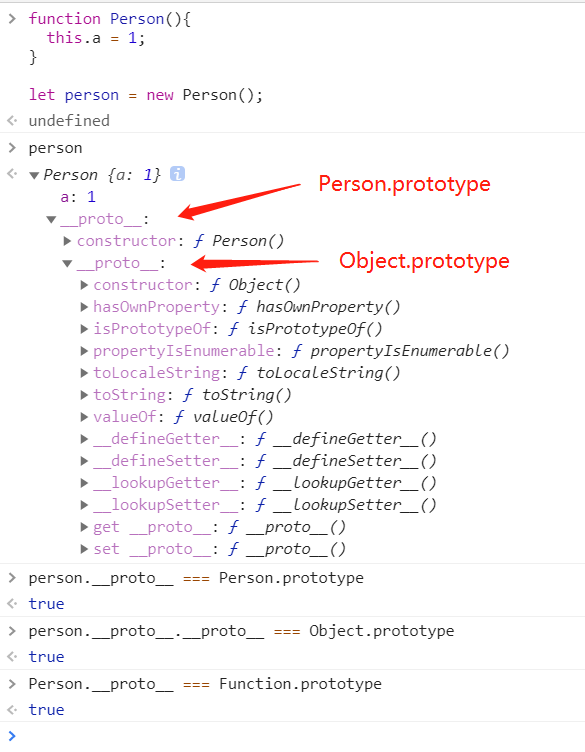 function Person(){
this.a = 1;
}
let person = new Person();
undefined
person
Person {a: 1} i
a: 1
Person.prototype
__proto__:
constructor: ƒ Person()
__proto__:
Object.prototype
constructor: ƒ Object()
hasOwnProperty: ƒ hasOwnProperty()
isPrototypeOf: ƒ isPrototypeOf()
propertyIsEnumerable: ƒ propertyIsEnumerable()
toLocaleString: ƒ toLocaleString()
toString: ƒ toString()
valueOf: ƒ valueOf()
__defineGetter__: ƒ __defineGetter__()
__defineSetter__: ƒ __defineSetter__()
__lookupGetter__: ƒ __lookupGetter__()
__lookupSetter__: ƒ __lookupSetter__()
get __proto__: ƒ __proto__()
set __proto__: ƒ __proto__()
person.__proto__ === Person.prototype
true
person.__proto__.__proto__ === Object.prototype
true
Person.__proto__ === Function.prototype
true